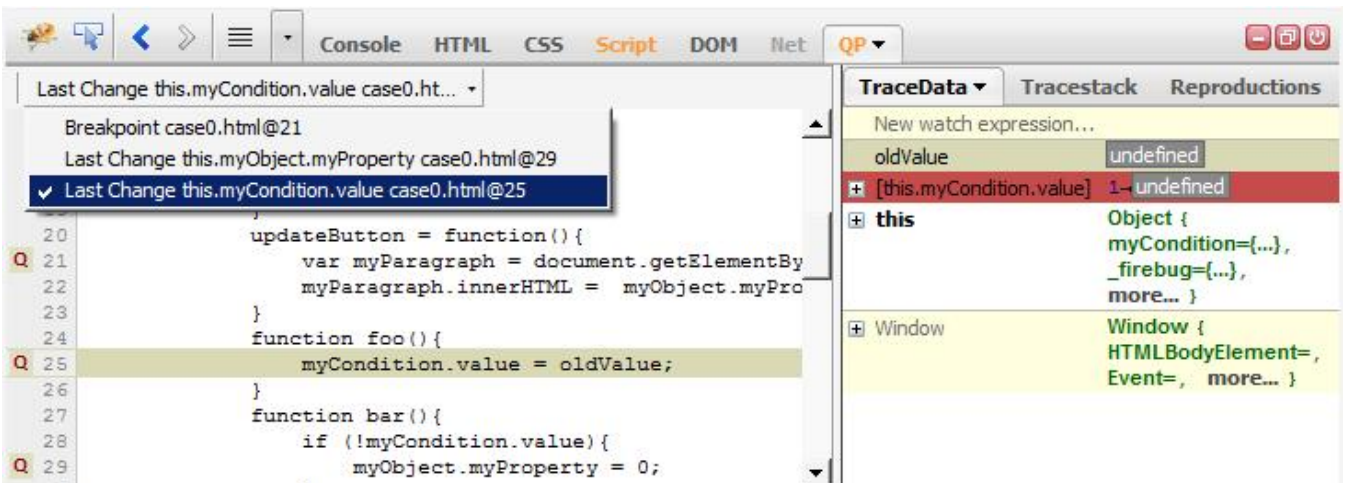 Console HTML CSS Script DOM Net QP
Last Change this.myCondition.value case0.ht...
Breakpoint case0.html@21
Last Change this.myObject.myProperty case0.html@29
Last Change this.myCondition.value case0.html@25
}
20 updateButton = function(){
Q 21 var myParagraph = document.getElementBy
22 myParagraph.innerHTML = myObject.myPro
23 }
24 function foo(){
Q 25 myCondition.value = oldValue;
26 }
27 function bar(){
28 if (!myCondition.value){
Q 29 myObject.myProperty = 0;
TraceData Tracestack Reproductions
New watch expression...
oldValue undefined
[this.myCondition.value] 1→undefined
this Object {
myCondition={...},
_firebug={...},
more... }
Window Window {
HTMLBodyElement= ,
Event= , more... }